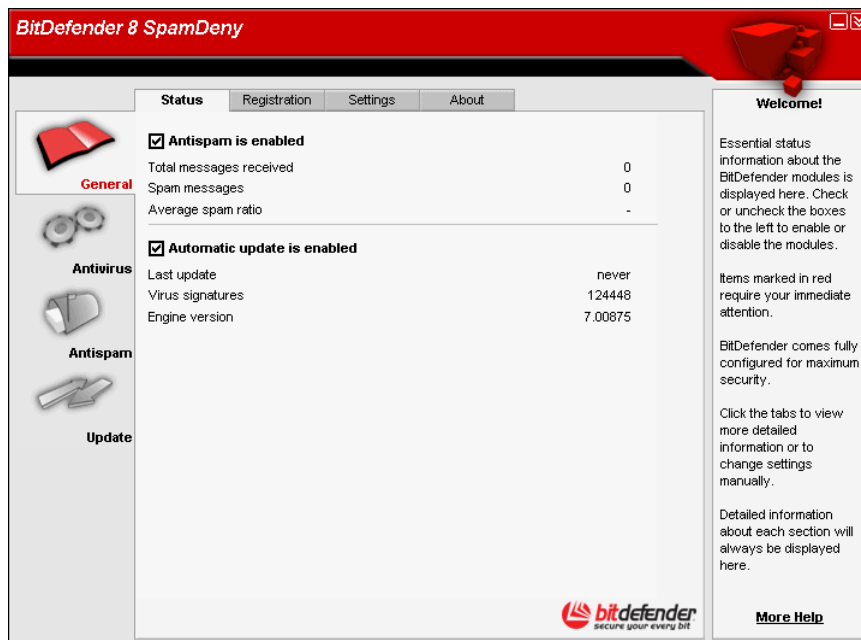 BitDefender 8 SpamDeny
Status
Registration
Settings
About
General
Antivirus
Antispam
Update
Antispam is enabled
Total messages received 0
Spam messages 0
Average spam ratio -
Automatic update is enabled
Last update never
Virus signatures 124448
Engine version 7.00875
Welcome!
Essential status
information about the
BitDefender modules is
displayed here. Check
or uncheck the boxes
to the left to enable or
disable the modules.
Items marked in red
require your immediate
attention.
BitDefender comes fully
configured for maximum
security.
Click the tabs to view
more detailed
information or to
change settings
manually.
Detailed information
about each section will
always be displayed
here.
More Help
bitdefender
secure your every bit